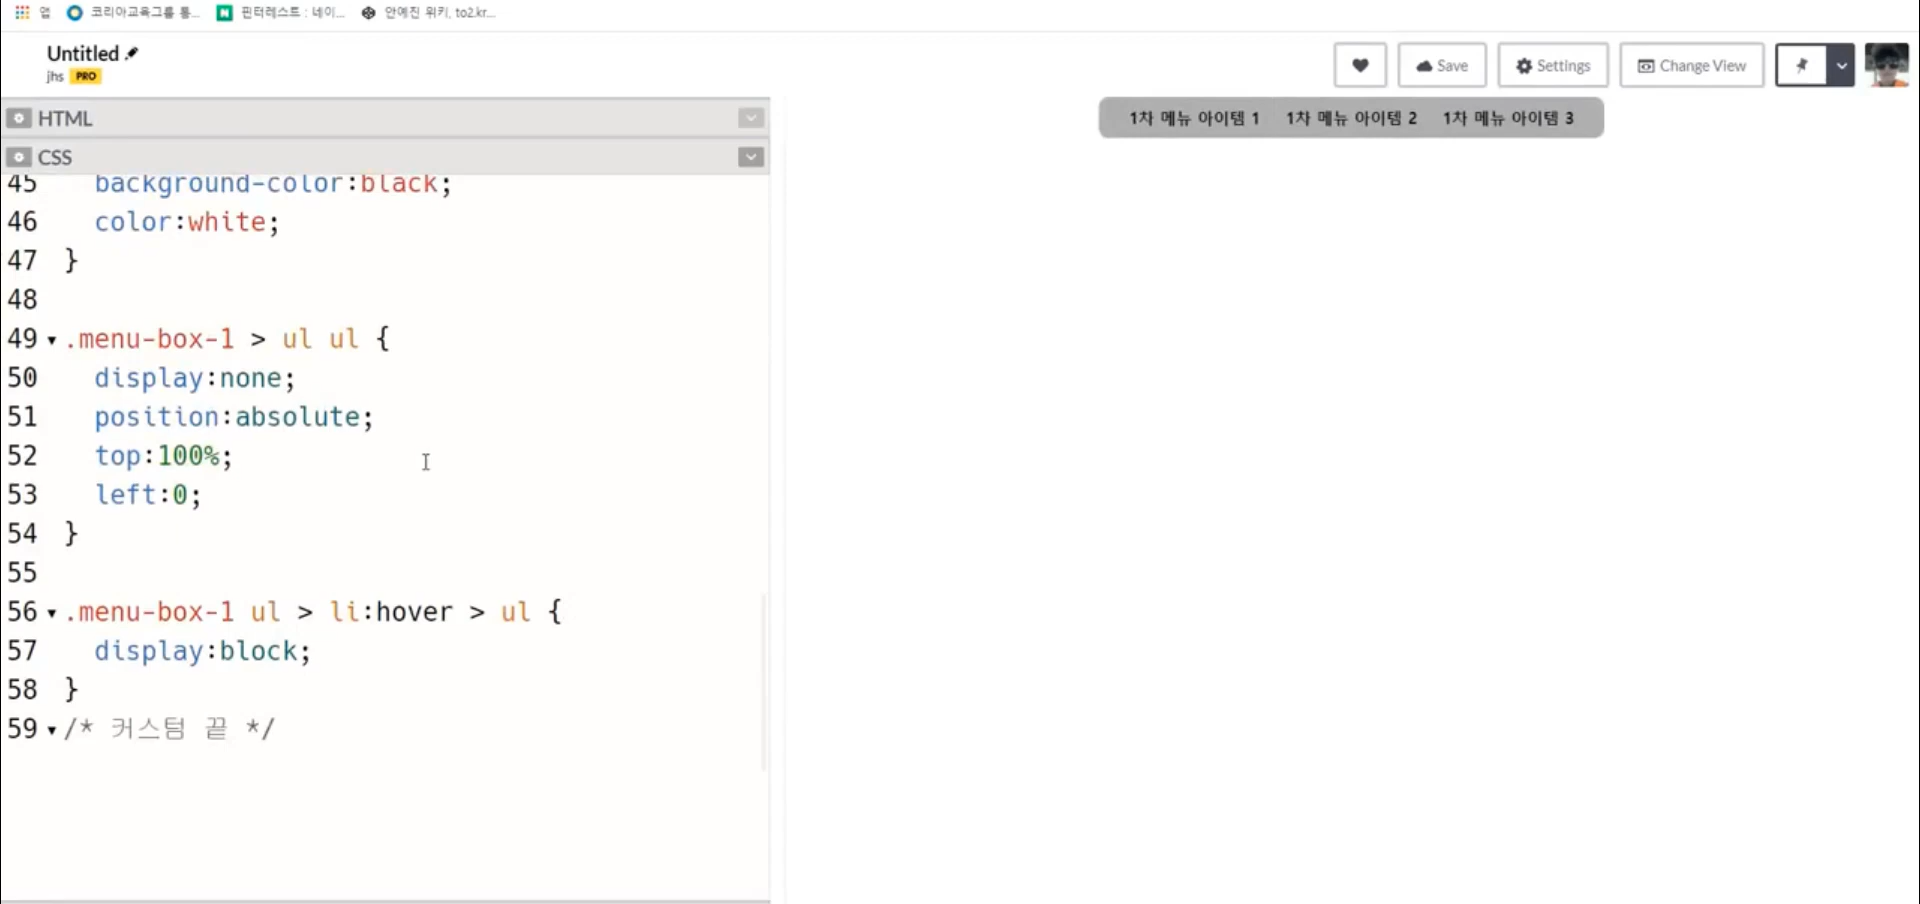 앱 코리아교육그룹 통... 핀터레스트 : 네이... 안예진 위키, to2.kr...
Untitled
jhs PRO
Save Settings Change View
HTML
CSS
1차 메뉴 아이템 1 1차 메뉴 아이템 2 1차 메뉴 아이템 3
45 background-color:black;
46 color:white;
47 }
48
49 .menu-box-1 > ul ul {
50 display:none;
51 position:absolute;
52 top:100%;
53 left:0;
54 }
55
56 .menu-box-1 ul > li:hover > ul {
57 display:block;
58 }
59 /* 커스텀 끝 */